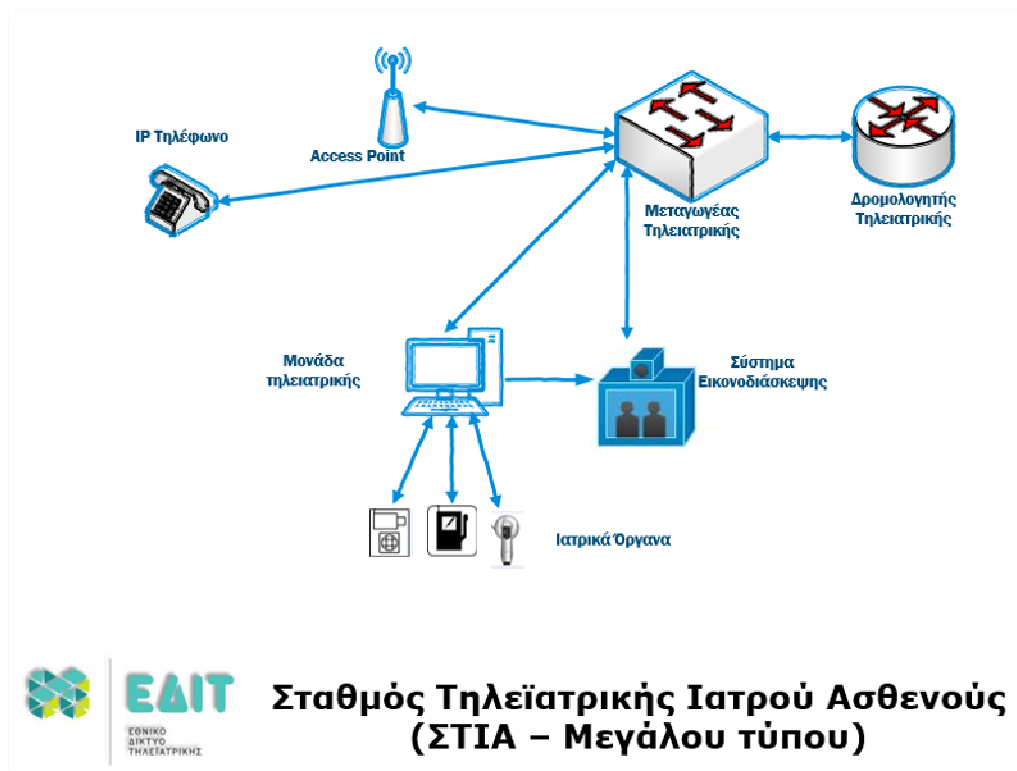 IP Τηλέφωνο
Access Point
Μεταγωγέας
Τηλειατρικής
Δρομολογητής
Τηλειατρικής
Μονάδα
τηλειατρικής
Σύστημα
Εικονοδιάσκεψης
Ιατρικά Όργανα
ΕΔΙΤ
ΕΘΝΙΚΟ
ΔΙΚΤΥΟ
ΤΗΛΕΪΑΤΡΙΚΗΣ
Σταθμός Τηλεϊατρικής Ιατρού Ασθενούς
(ΣΤΙΑ – Μεγάλου τύπου)